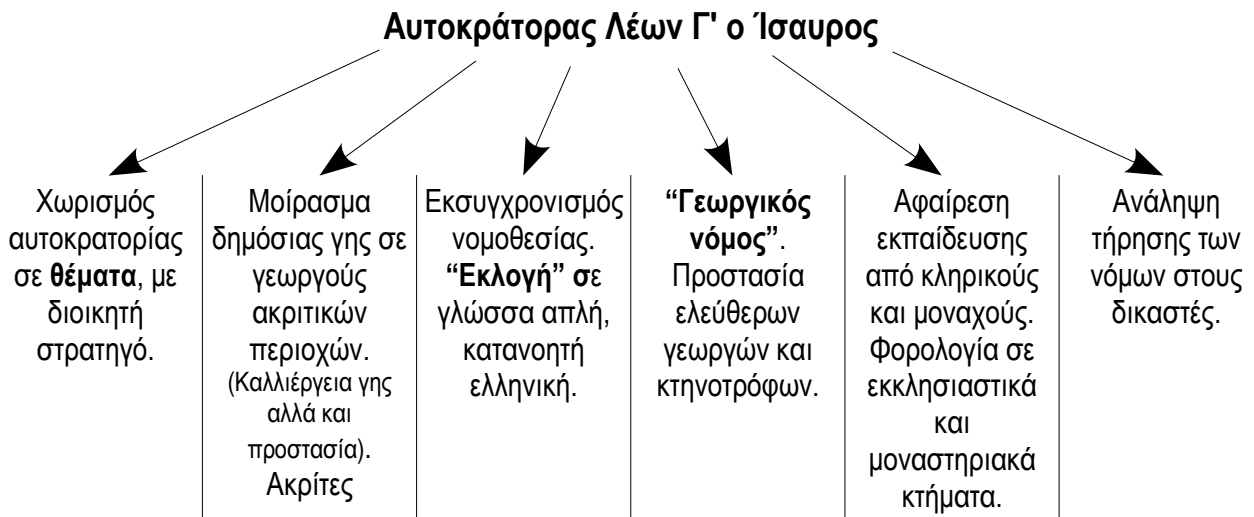 Αυτοκράτορας Λέων Γ' ο Ίσαυρος
Χωρισμός
αυτοκρατορίας
σε θέματα, με
διοικητή
στρατηγό.
Μοίρασμα
δημόσιας γης σε
γεωργούς
ακριτικών
περιοχών.
(Καλλιέργεια γης
αλλά και
προστασία).
Ακρίτες
Εκσυγχρονισμός
νομοθεσίας.
“Εκλογή” σε
γλώσσα απλή,
κατανοητή
ελληνική.
“Γεωργικός
νόμος”.
Προστασία
ελεύθερων
γεωργών και
κτηνοτρόφων.
Αφαίρεση
εκπαίδευσης
από κληρικούς
και μοναχούς.
Φορολογία σε
εκκλησιαστικά
και
μοναστηριακά
κτήματα.
Ανάληψη
τήρησης των
νόμων στους
δικαστές.